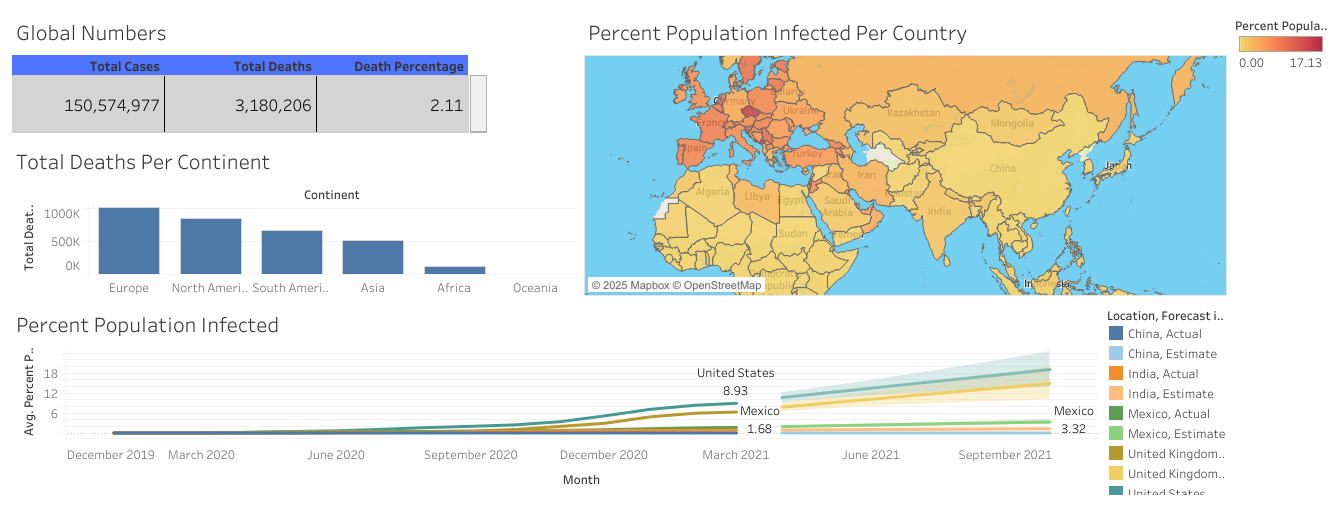 Global Numbers
Total Cases Total Deaths Death Percentage
150,574,977 3,180,206 2.11
Total Deaths Per Continent
Continent
Total Deat..
1000K
500K
0K
Europe North Ameri.. South Ameri.. Asia Africa Oceania
Percent Population Infected Per Country
Percent Popula..
0.00 17.13
Belarus
Germany
Ukraine
France
Kazakhstan
Mongolia
Spain
Turkey
China
Japan
Iraq
Iran
Algeria
Libya
Egypt
Pakistan
Saudi
Arabia
India
Sudan
Yemen
Democratic
Republic
Indonesia
© 2025 Mapbox © OpenStreetMap
Percent Population Infected
Avg. Percent P..
18
12
6
United States
8.93
Mexico
1.68
Mexico
3.32
December 2019 March 2020 June 2020 September 2020 December 2020 March 2021 June 2021 September 2021
Month
Location, Forecast i..
China, Actual
China, Estimate
India, Actual
India, Estimate
Mexico, Actual
Mexico, Estimate
United Kingdom..
United Kingdom..
United States